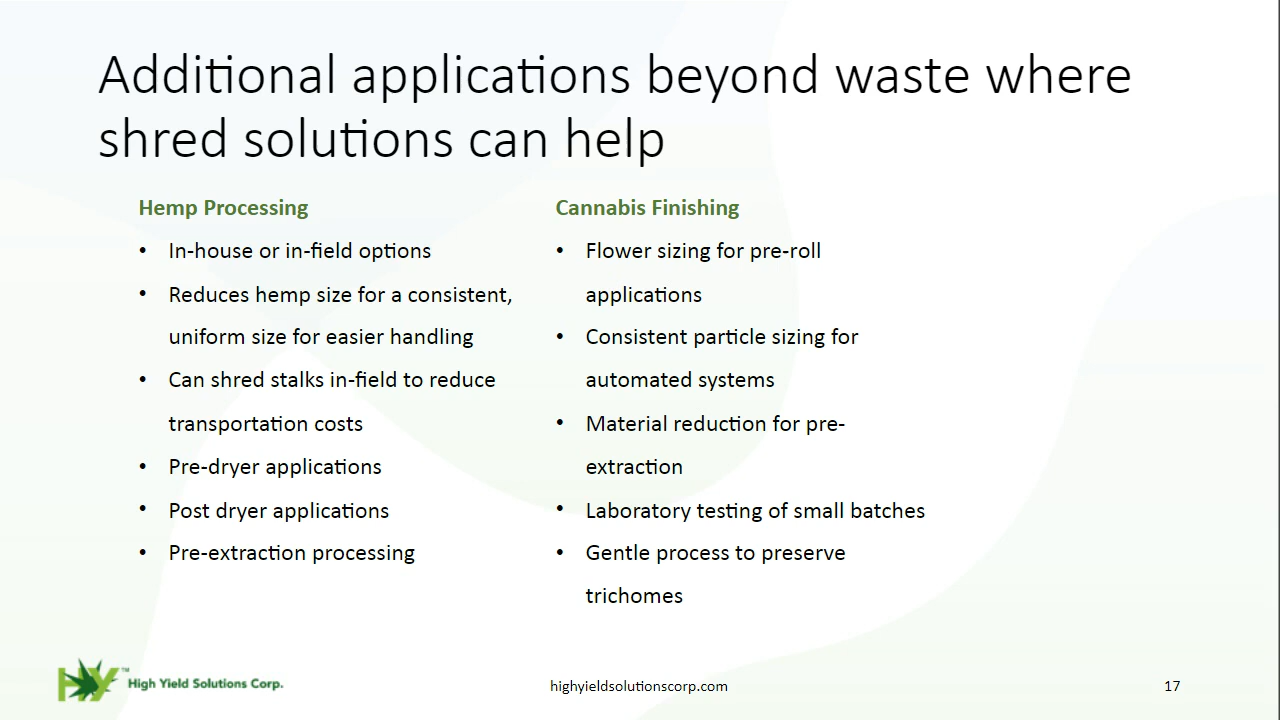 Additional applications beyond waste where
shred solutions can help
Hemp Processing
• In-house or in-field options
• Reduces hemp size for a consistent,
uniform size for easier handling
• Can shred stalks in-field to reduce
transportation costs
• Pre-dryer applications
• Post dryer applications
• Pre-extraction processing
Cannabis Finishing
• Flower sizing for pre-roll
applications
• Consistent particle sizing for
automated systems
• Material reduction for pre-
extraction
• Laboratory testing of small batches
• Gentle process to preserve
trichomes
HY™ High Yield Solutions Corp.
highyieldsolutionscorp.com
17